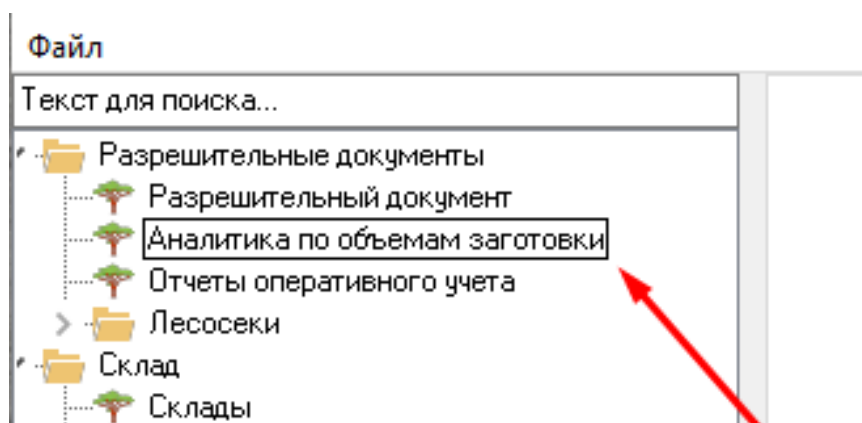 Файл
Текст для поиска...
Разрешительные документы
Разрешительный документ
Аналитика по объемам заготовки
Отчеты оперативного учета
Лесосеки
Склад
Склады